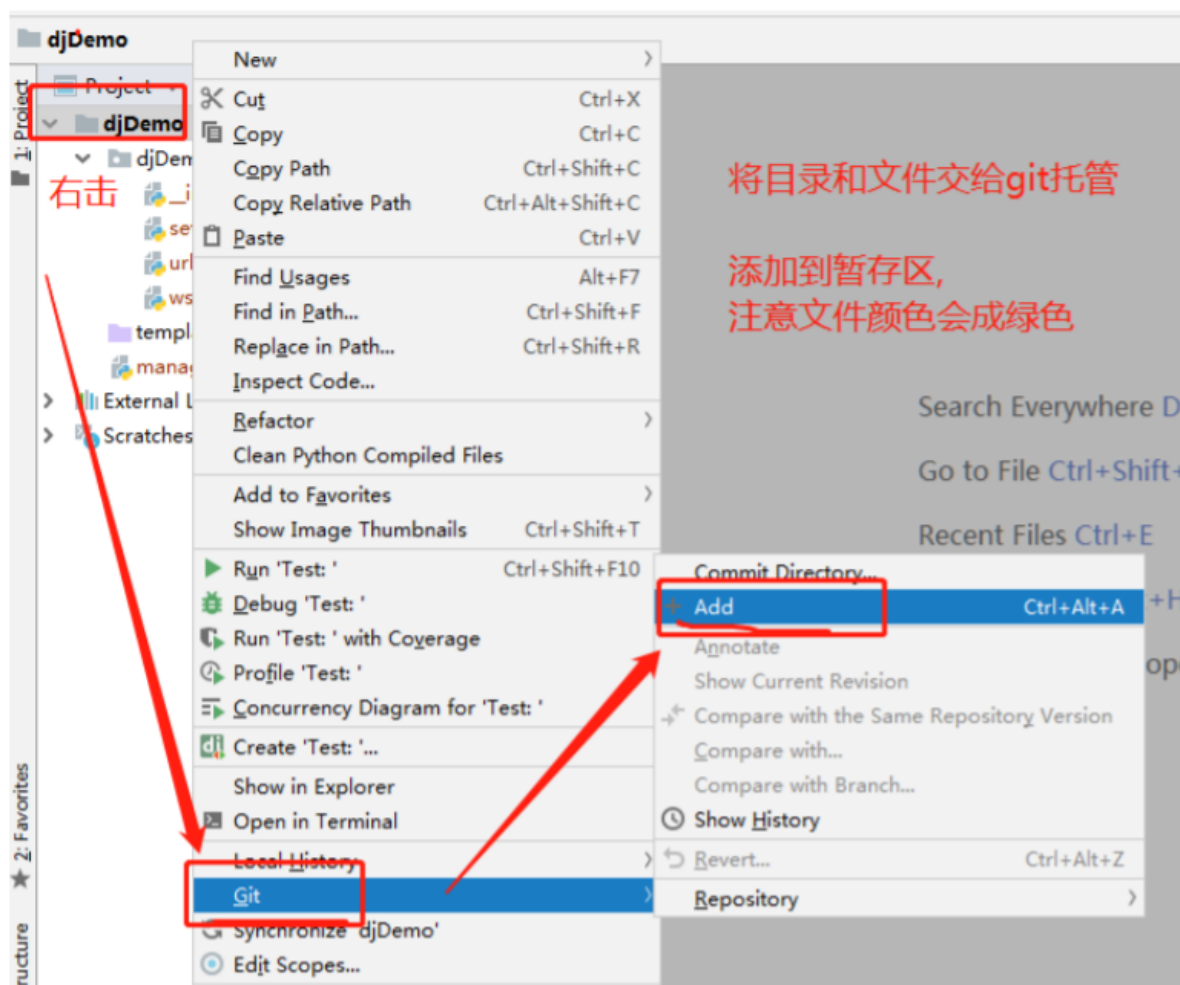 djDemo
1: Project
Project
djDemo
djDem
右击
__i
se
url
ws
templ
mana
External L
Scratches
2: Favorites
ructure
New
Cut Ctrl+X
Copy Ctrl+C
Copy Path Ctrl+Shift+C
Copy Relative Path Ctrl+Alt+Shift+C
Paste Ctrl+V
Find Usages Alt+F7
Find in Path... Ctrl+Shift+F
Replace in Path... Ctrl+Shift+R
Inspect Code...
Refactor
Clean Python Compiled Files
Add to Favorites
Show Image Thumbnails Ctrl+Shift+T
Run 'Test: ' Ctrl+Shift+F10
Debug 'Test: '
Run 'Test: ' with Coverage
Profile 'Test: '
Concurrency Diagram for 'Test: '
Create 'Test: '...
Show in Explorer
Open in Terminal
Local History
Git
Synchronize 'djDemo'
Edit Scopes...
将目录和文件交给git托管
添加到暂存区,
注意文件颜色会成绿色
Search Everywhere D
Go to File Ctrl+Shift+
Recent Files Ctrl+E
+H
ope
Commit Directory...
Add Ctrl+Alt+A
Annotate
Show Current Revision
Compare with the Same Repository Version
Compare with...
Compare with Branch...
Show History
Revert... Ctrl+Alt+Z
Repository